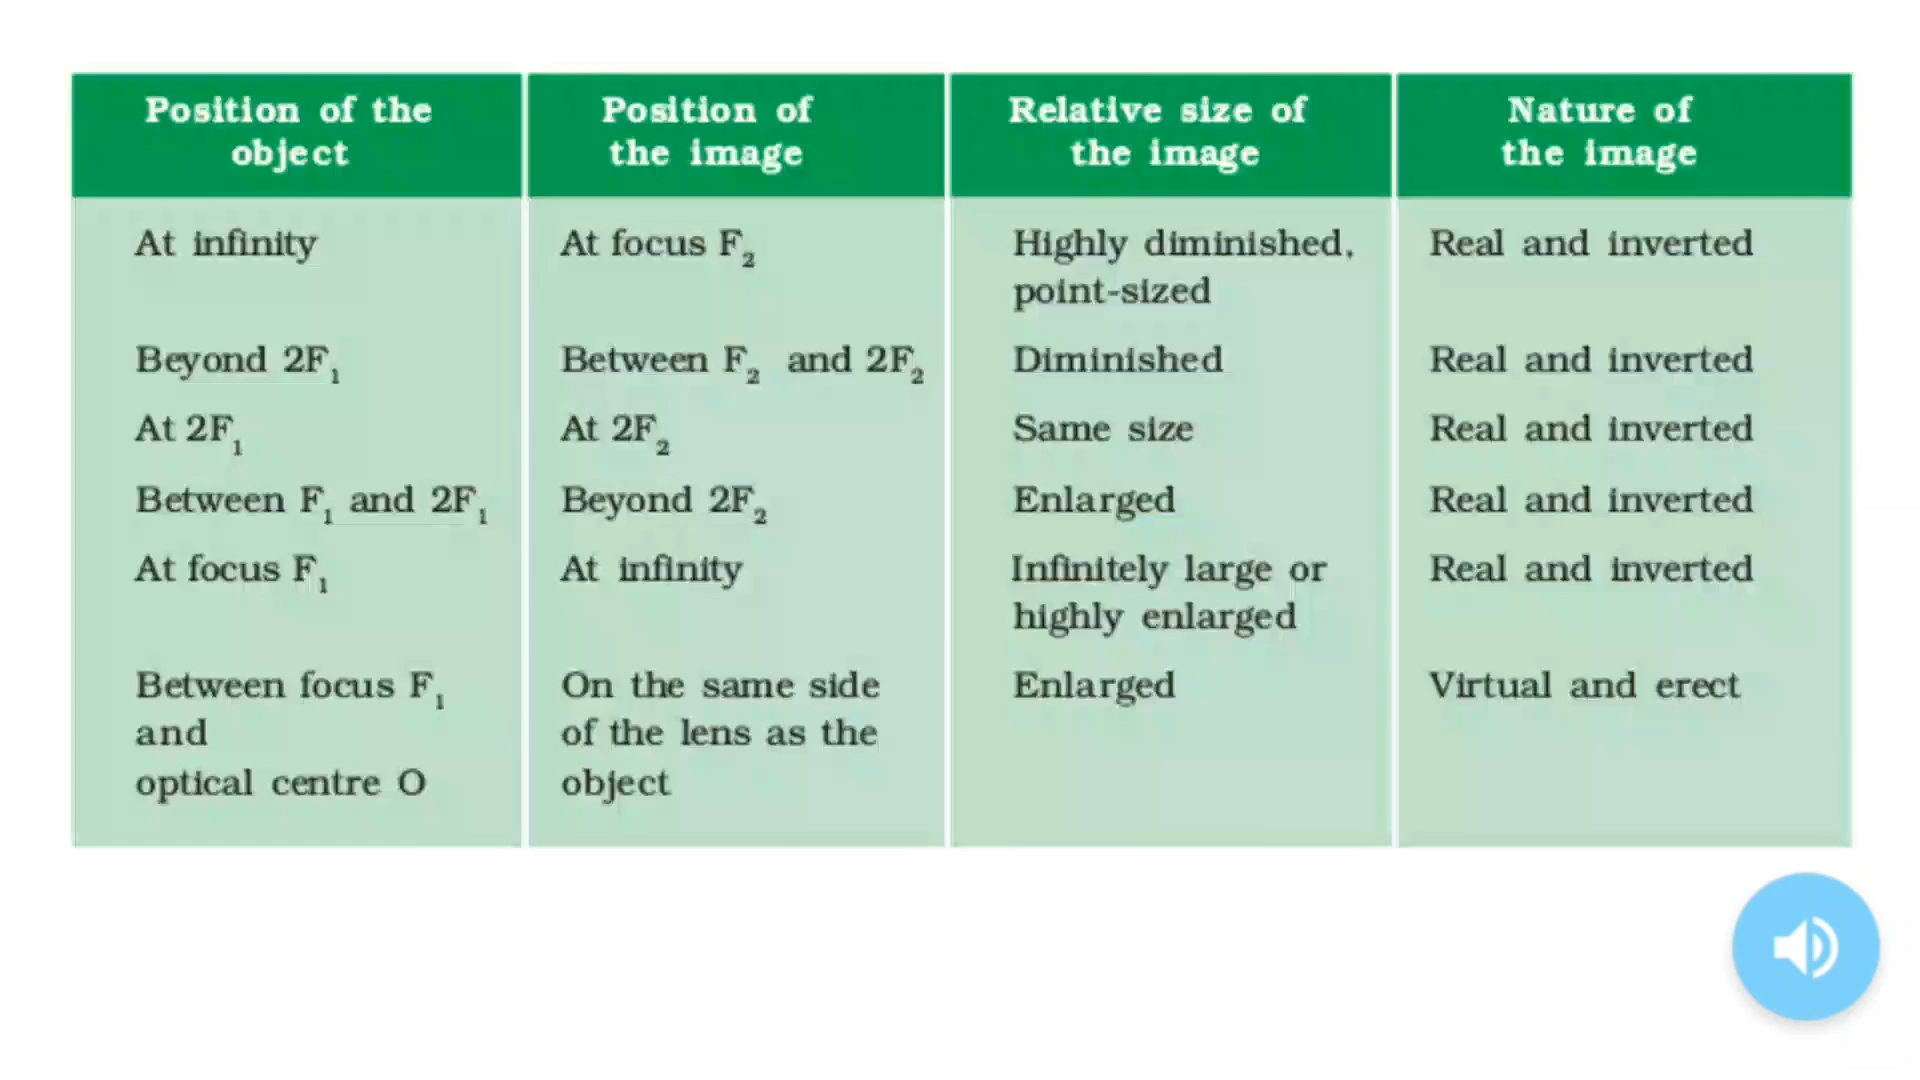 Position of the object	Position of the image	Relative size of the image	Nature of the image
At infinity	At focus F₂	Highly diminished, point-sized	Real and inverted
Beyond 2F₁	Between F₂ and 2F₂	Diminished	Real and inverted
At 2F₁	At 2F₂	Same size	Real and inverted
Between F₁ and 2F₁	Beyond 2F₂	Enlarged	Real and inverted
At focus F₁	At infinity	Infinitely large or highly enlarged	Real and inverted
Between focus F₁ and optical centre O	On the same side of the lens as the object	Enlarged	Virtual and erect